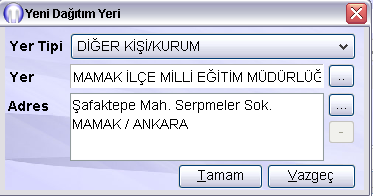 Yeni Dağıtım Yeri
Yer Tipi DİĞER KİŞİ/KURUM
Yer MAMAK İLÇE MİLLİ EĞİTİM MÜDÜRLÜĞ ..
Adres Şafaktepe Mah. Serpmeler Sok. ...
MAMAK / ANKARA
-
Tamam Vazgeç